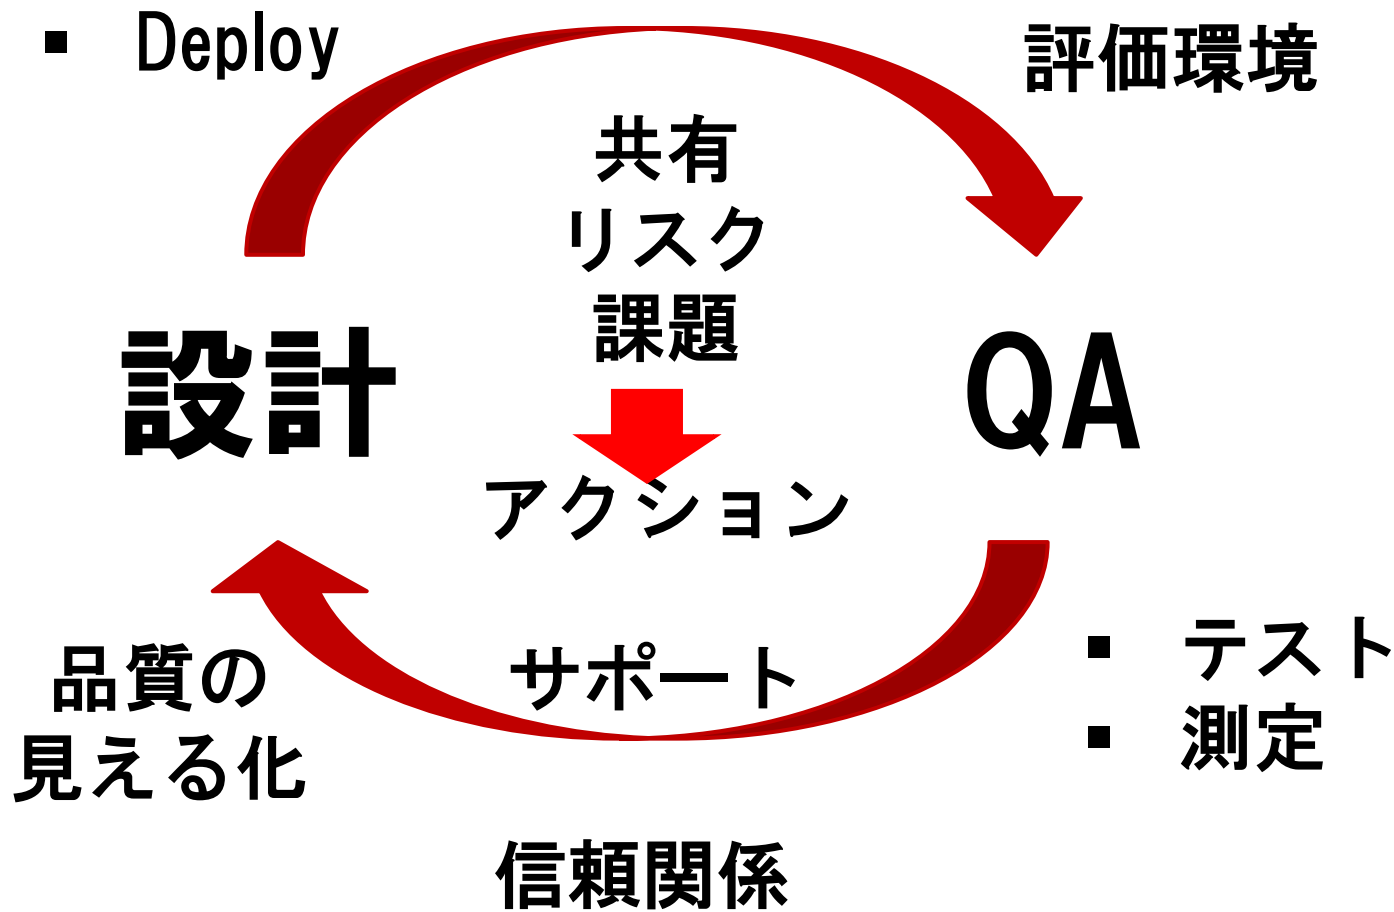 ▪ Deploy
評価環境
共有
リスク
課題
設計
QA
アクション
品質の
見える化
サポート
▪ テスト
▪ 測定
信頼関係